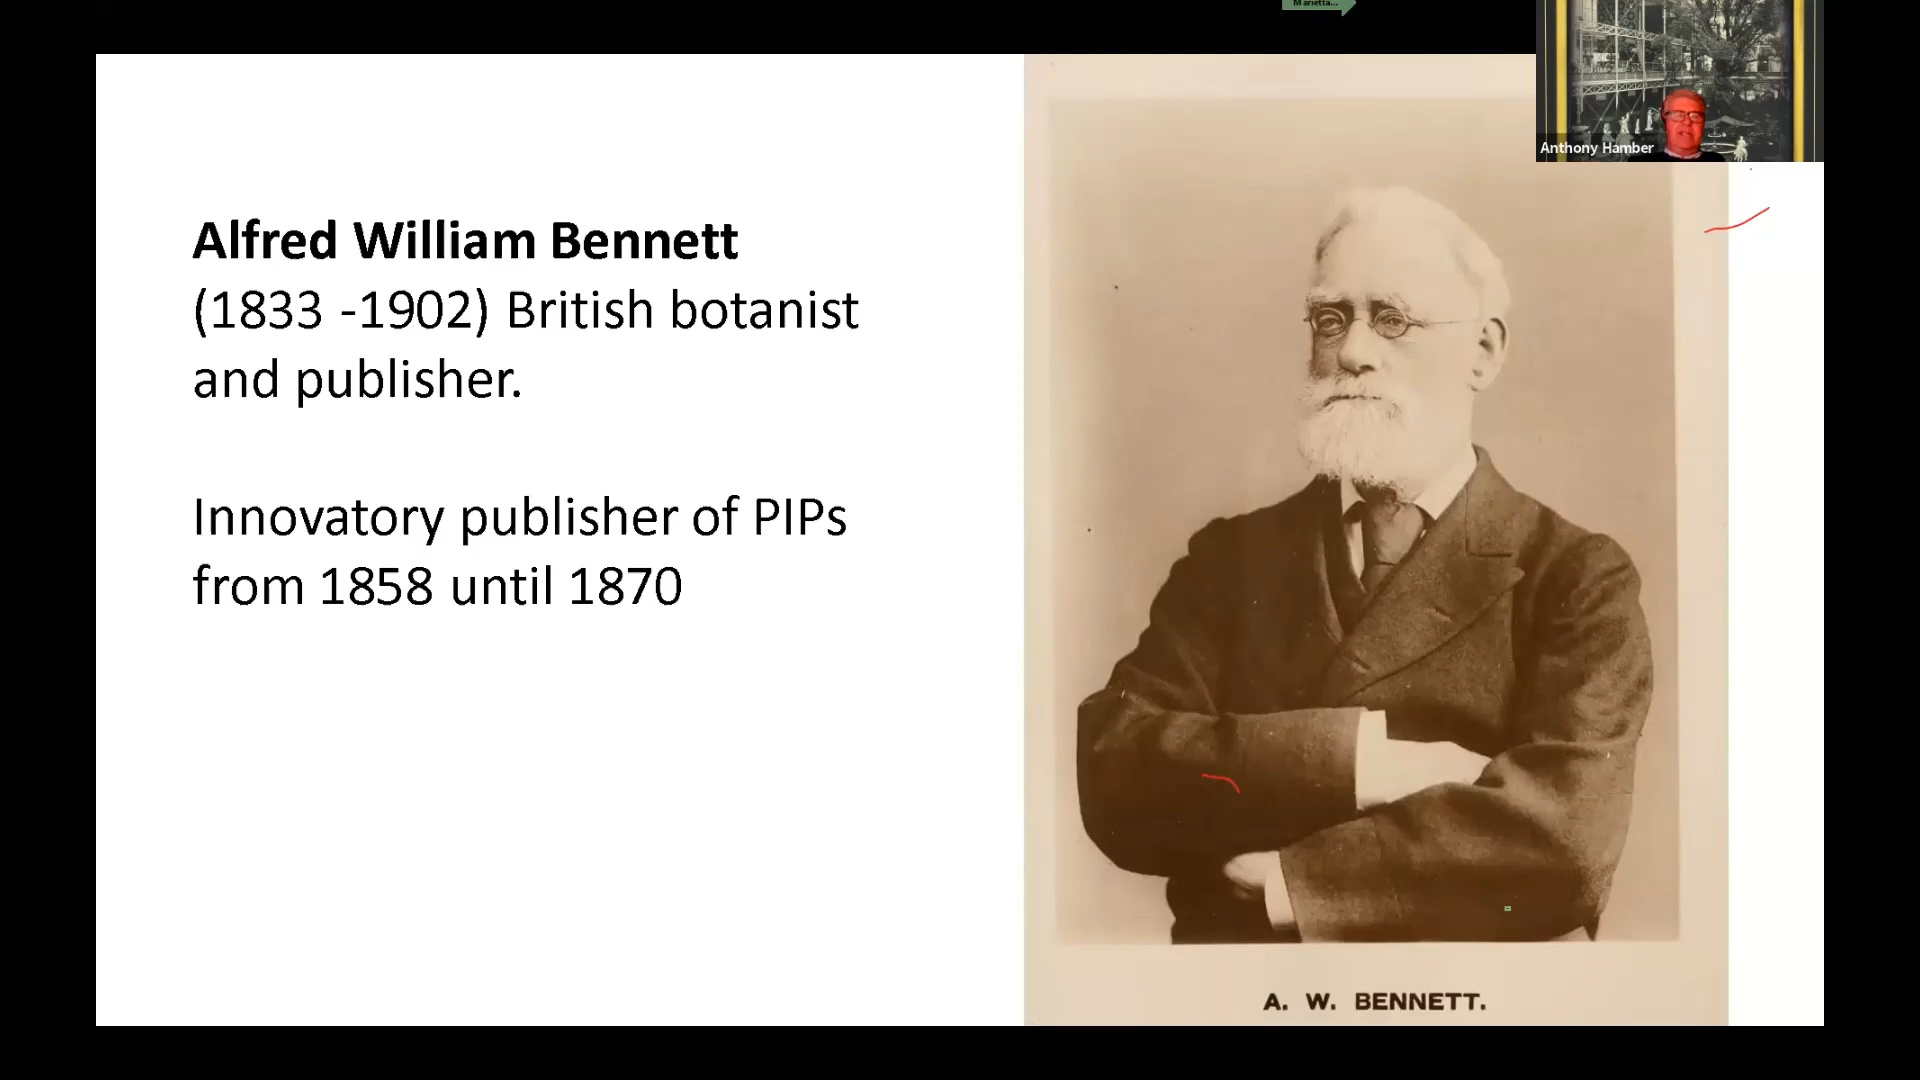 Marietta...
Anthony Hamber
Alfred William Bennett
(1833 -1902) British botanist
and publisher.
Innovatory publisher of PIPs
from 1858 until 1870
A. W. BENNETT.